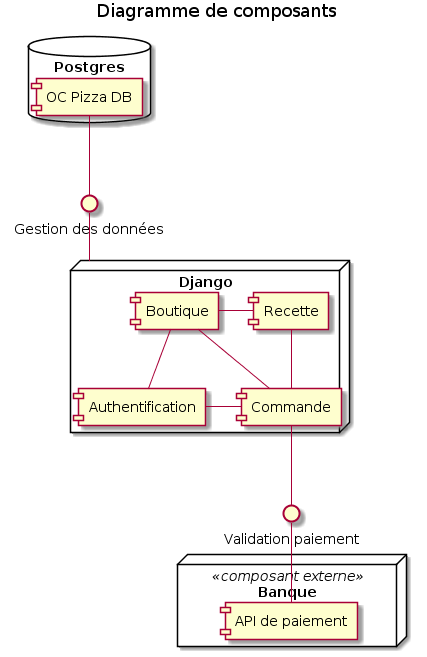 Diagramme de composants
Postgres
OC Pizza DB
Gestion des données
Django
Boutique
Recette
Authentification
Commande
Validation paiement
«composant externe»
Banque
API de paiement